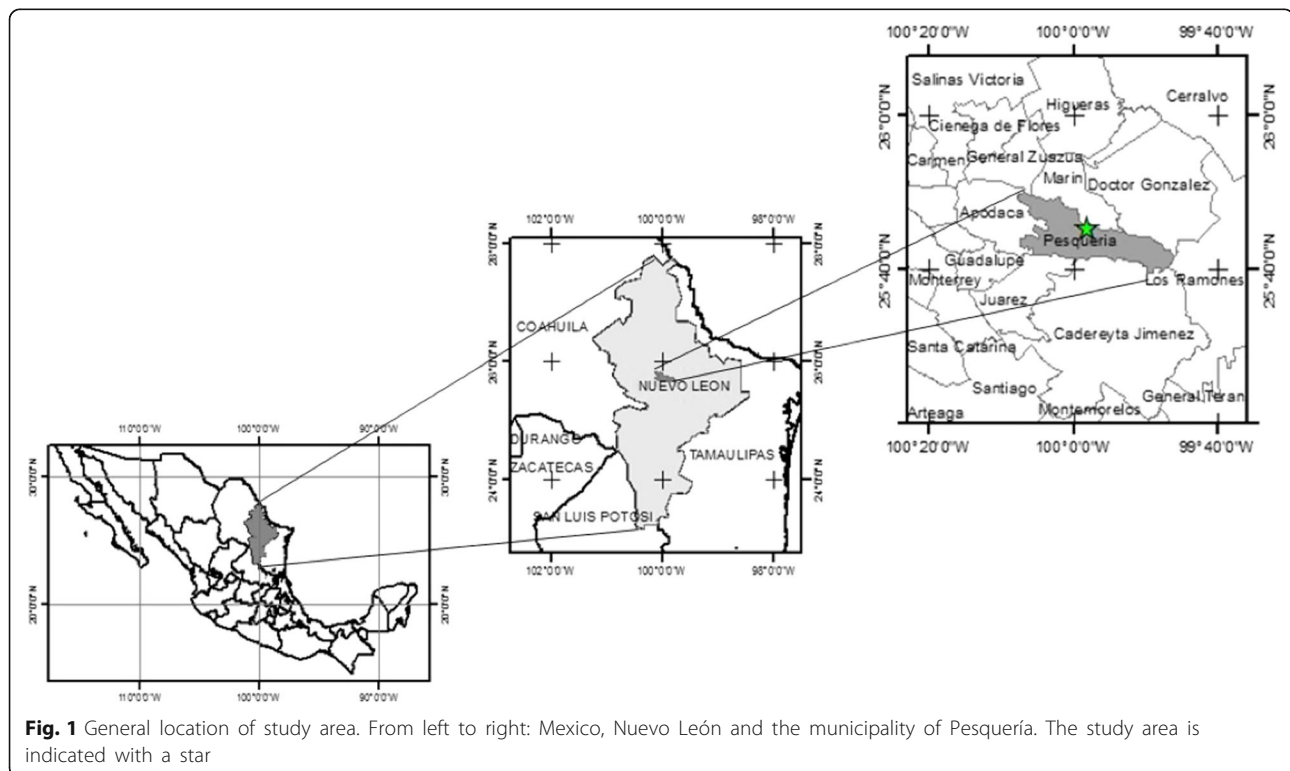 110°0'0"W 100°0'0"W 90°0'0"W
30°0'0"N 30°0'0"N
20°0'0"N 20°0'0"N
110°0'0"W 100°0'0"W 90°0'0"W
102°0'0"W 100°0'0"W 98°0'0"W
28°0'0"N 28°0'0"N
COAHUILA
26°0'0"N 26°0'0"N
NUEVO LEON
DURANGO
ZACATECAS TAMAULIPAS
24°0'0"N 24°0'0"N
SAN LUIS POTOSI
102°0'0"W 100°0'0"W 98°0'0"W
100°20'0"W 100°0'0"W 99°40'0"W
Salinas Victoria
Higueras Cerralvo
26°0'0"N 26°0'0"N
Cienega de Flores
Carmen General Zuazua
Marin Doctor Gonzalez
Apodaca
Pesqueria
Guadalupe
25°40'0"N Monterrey Los Ramones 25°40'0"N
Juarez
Cadereyta Jimenez
Santa Catarina
Santiago General Teran
Arteaga Montemorelos
100°20'0"W 100°0'0"W 99°40'0"W
Fig. 1 General location of study area. From left to right: Mexico, Nuevo León and the municipality of Pesquería. The study area is
indicated with a star